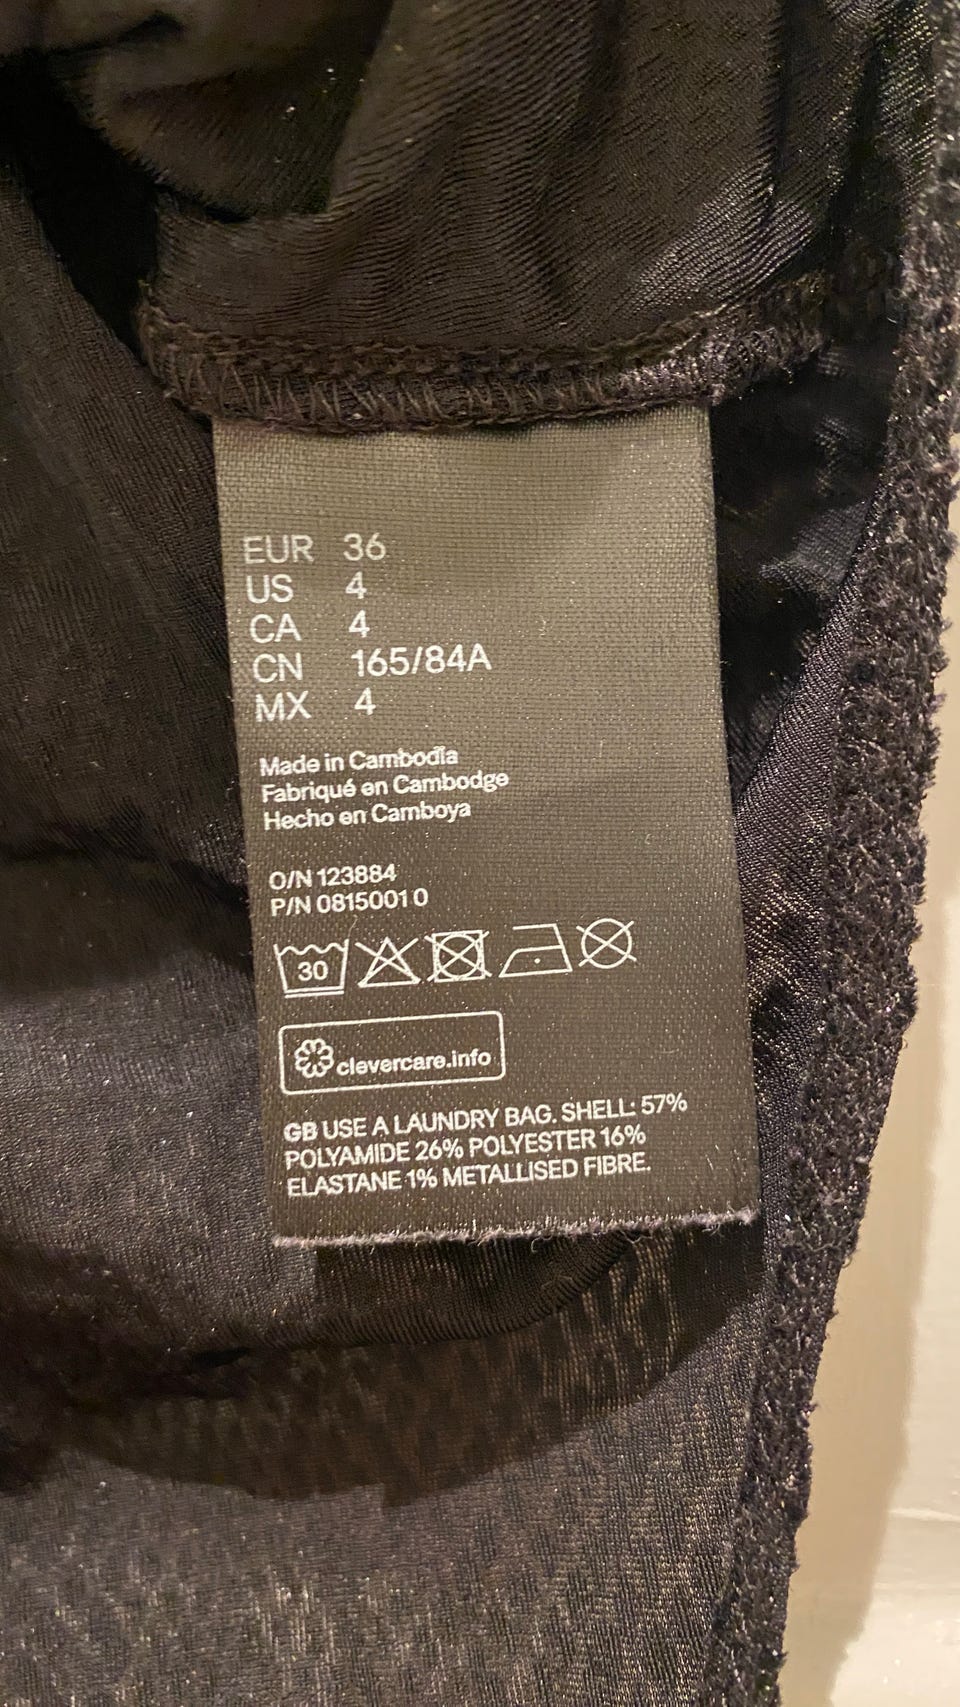 EUR 36
US 4
CA 4
CN 165/84A
MX 4
Made in Cambodia
Fabriqué en Cambodge
Hecho en Camboya
O/N 123884
P/N 0815001 0
30
clevercare.info
GB USE A LAUNDRY BAG. SHELL: 57%
POLYAMIDE 26% POLYESTER 16%
ELASTANE 1% METALLISED FIBRE.